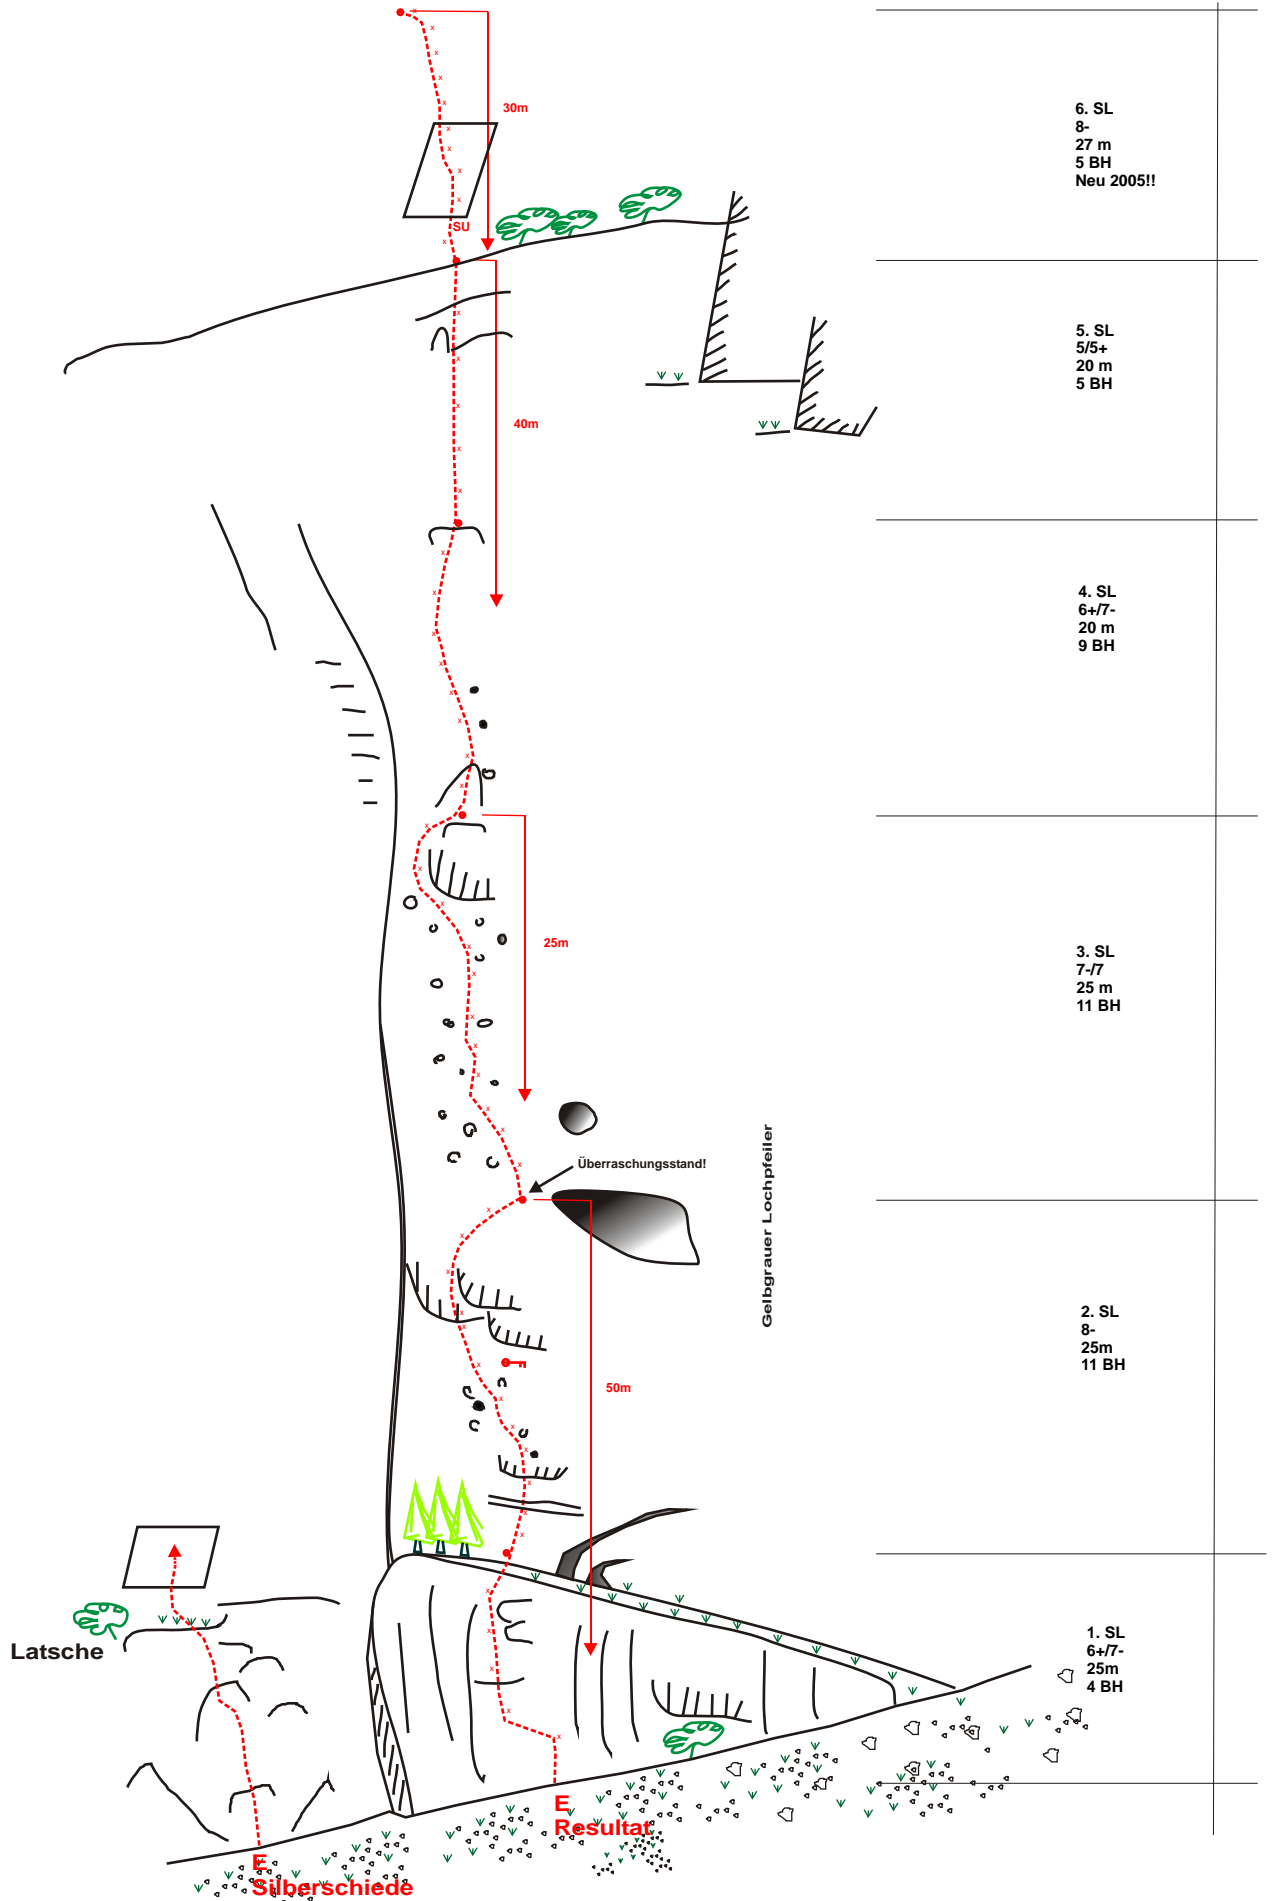 30m
6. SL
8-
27 m
5 BH
Neu 2005!!
SU
5. SL
5/5+
20 m
5 BH
40m
4. SL
6+/7-
20 m
9 BH
25m
3. SL
7-/7
25 m
11 BH
Überraschungsstand!
Gelbgrauer Lochpfeiler
2. SL
8-
25m
11 BH
50m
Latsche
1. SL
6+/7-
25m
4 BH
E
Resultat
E
Silberschiede